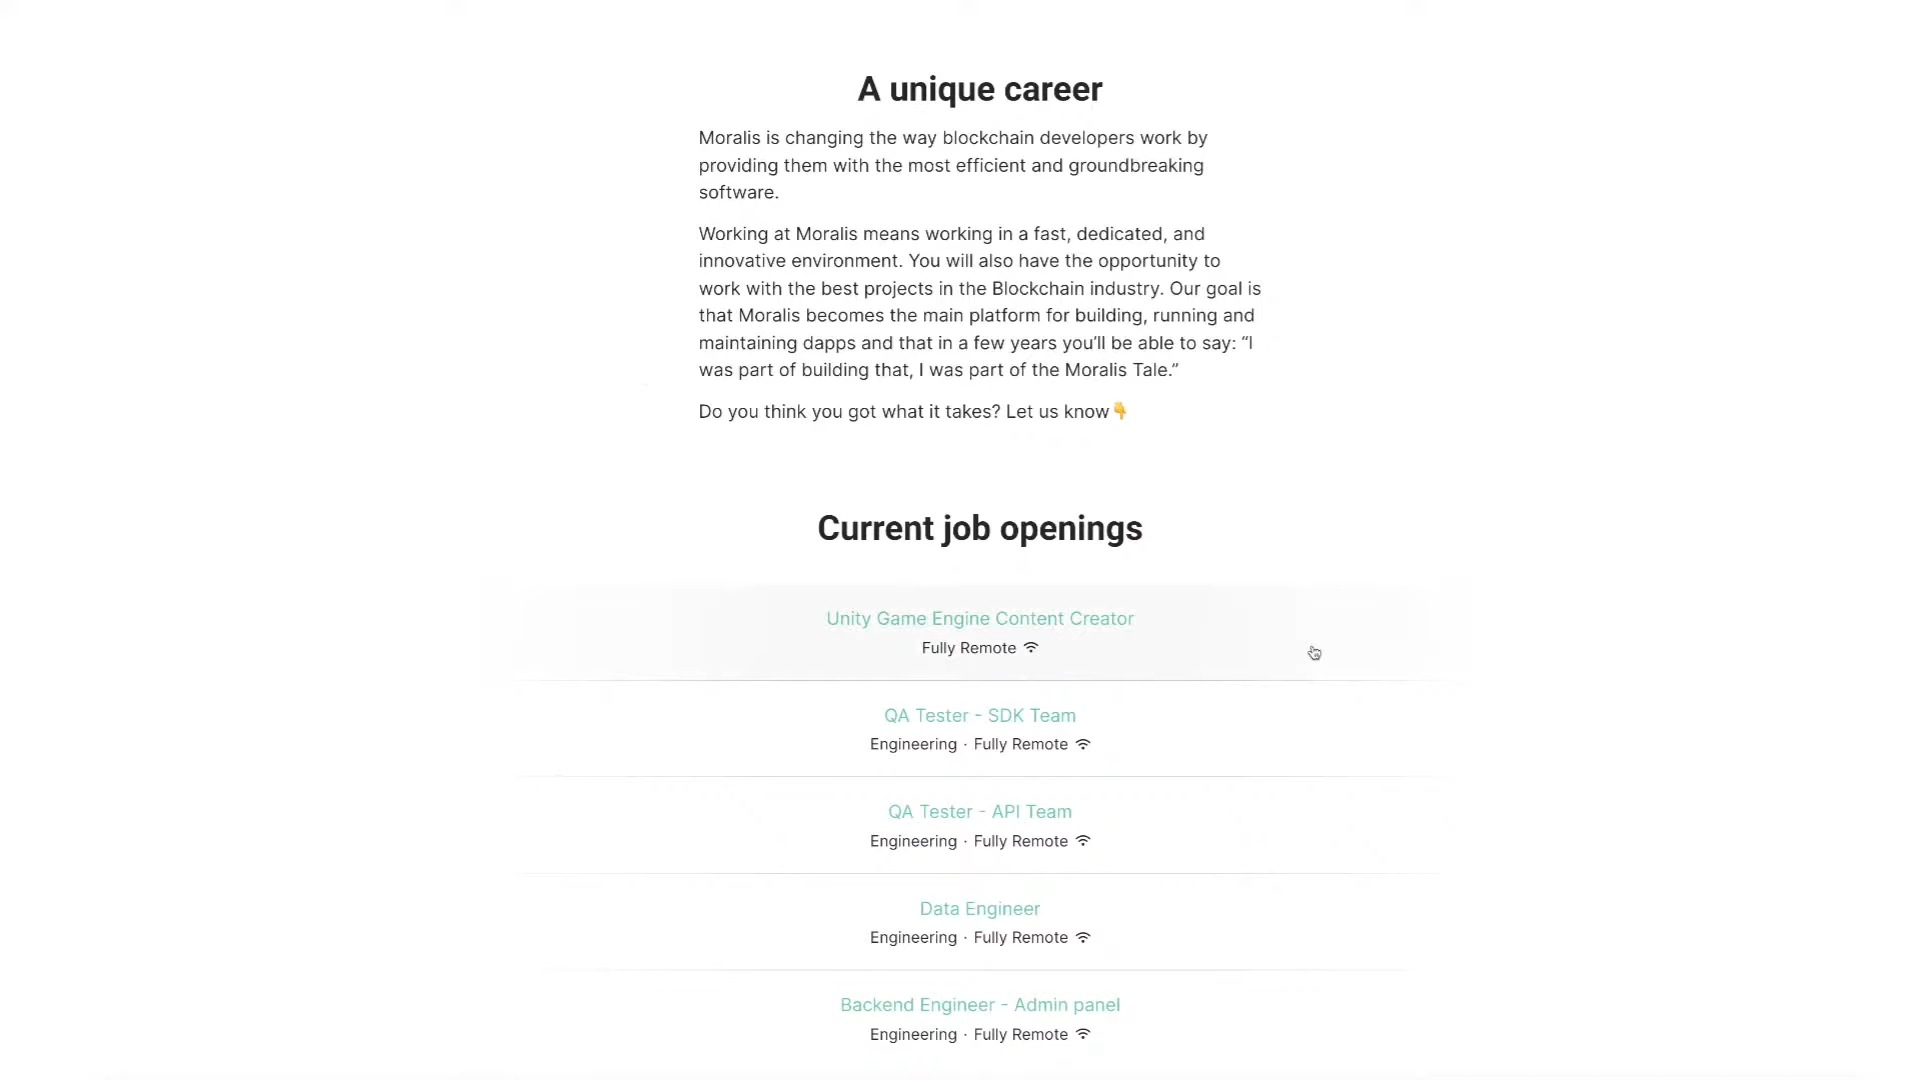 A unique career
Moralis is changing the way blockchain developers work by
providing them with the most efficient and groundbreaking
software.
Working at Moralis means working in a fast, dedicated, and
innovative environment. You will also have the opportunity to
work with the best projects in the Blockchain industry. Our goal is
that Moralis becomes the main platform for building, running and
maintaining dapps and that in a few years you’ll be able to say: “I
was part of building that, I was part of the Moralis Tale.”
Do you think you got what it takes? Let us know👇
Current job openings
Unity Game Engine Content Creator
Fully Remote
QA Tester - SDK Team
Engineering · Fully Remote
QA Tester - API Team
Engineering · Fully Remote
Data Engineer
Engineering · Fully Remote
Backend Engineer - Admin panel
Engineering · Fully Remote